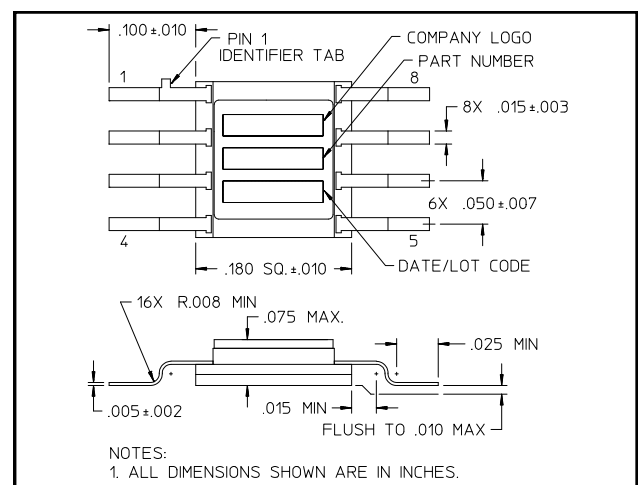 .100±.010
PIN 1
IDENTIFIER TAB
COMPANY LOGO
PART NUMBER
1
8
8X .015±.003
6X .050±.007
4
5
DATE/LOT CODE
.180 SQ.±.010
16X R.008 MIN
.075 MAX.
.025 MIN
.005±.002
.015 MIN
FLUSH TO .010 MAX
NOTES:
1. ALL DIMENSIONS SHOWN ARE IN INCHES.